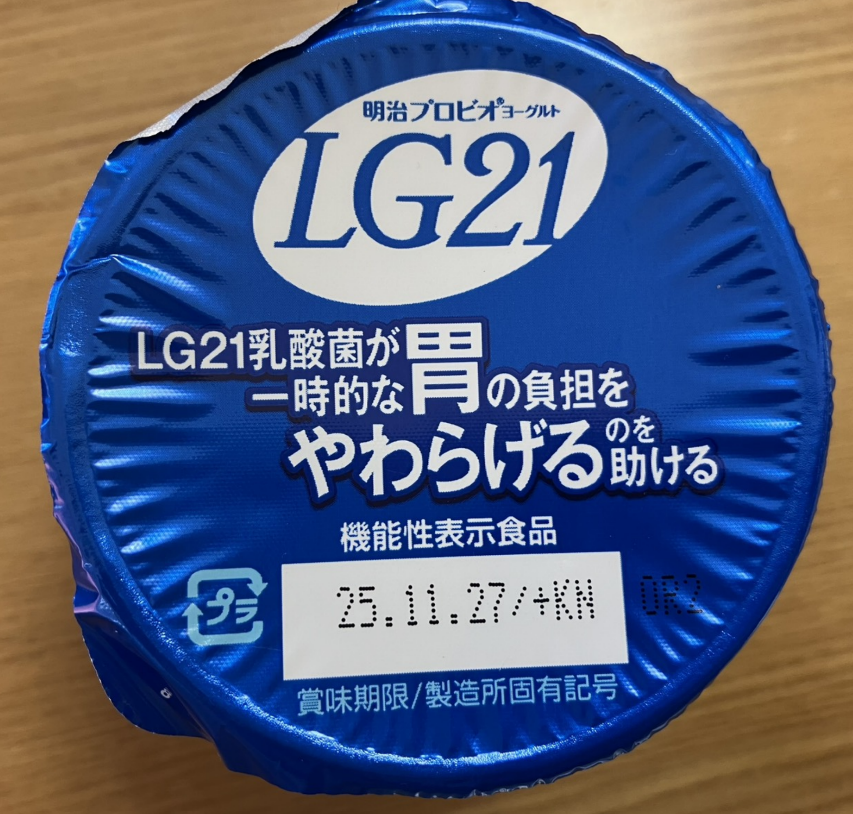 明治プロビオ®ヨーグルト
LG21
LG21乳酸菌が
一時的な胃の負担を
やわらげるのを助ける
機能性表示食品
プラ
25.11.27/+KN OR2
賞味期限/製造所固有記号